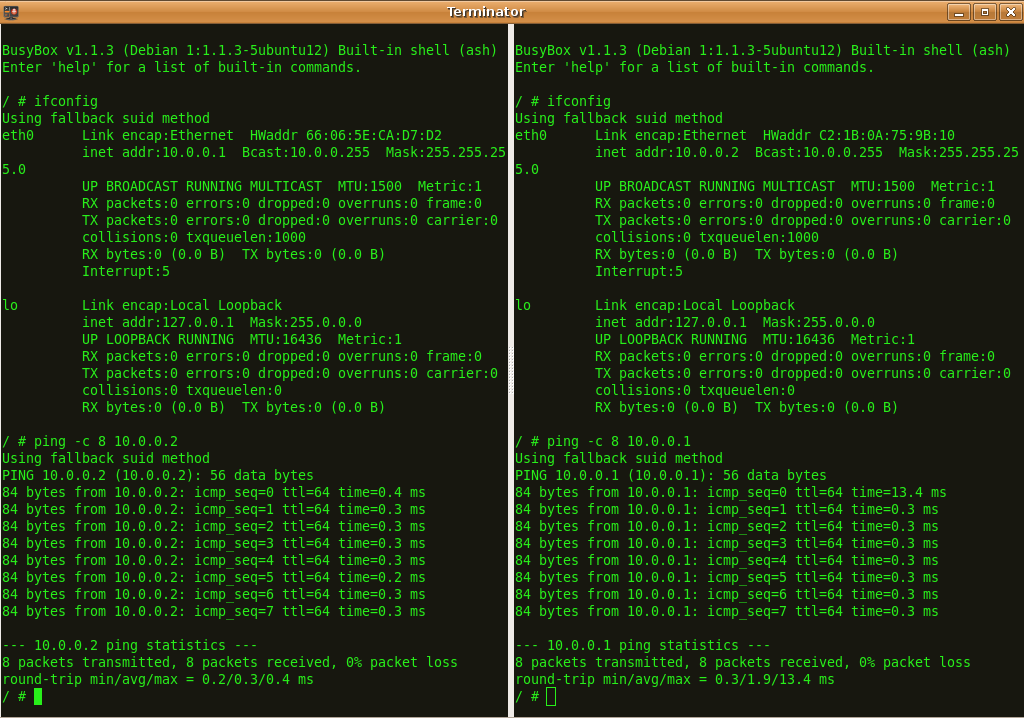 Terminator
BusyBox v1.1.3 (Debian 1:1.1.3-5ubuntu12) Built-in shell (ash)
Enter 'help' for a list of built-in commands.
/ # ifconfig
Using fallback suid method
eth0      Link encap:Ethernet  HWaddr 66:06:5E:CA:D7:D2
          inet addr:10.0.0.1  Bcast:10.0.0.255  Mask:255.255.25
5.0
          UP BROADCAST RUNNING MULTICAST  MTU:1500  Metric:1
          RX packets:0 errors:0 dropped:0 overruns:0 frame:0
          TX packets:0 errors:0 dropped:0 overruns:0 carrier:0
          collisions:0 txqueuelen:1000
          RX bytes:0 (0.0 B)  TX bytes:0 (0.0 B)
          Interrupt:5
lo        Link encap:Local Loopback
          inet addr:127.0.0.1  Mask:255.0.0.0
          UP LOOPBACK RUNNING  MTU:16436  Metric:1
          RX packets:0 errors:0 dropped:0 overruns:0 frame:0
          TX packets:0 errors:0 dropped:0 overruns:0 carrier:0
          collisions:0 txqueuelen:0
          RX bytes:0 (0.0 B)  TX bytes:0 (0.0 B)
/ # ping -c 8 10.0.0.2
Using fallback suid method
PING 10.0.0.2 (10.0.0.2): 56 data bytes
84 bytes from 10.0.0.2: icmp_seq=0 ttl=64 time=0.4 ms
84 bytes from 10.0.0.2: icmp_seq=1 ttl=64 time=0.3 ms
84 bytes from 10.0.0.2: icmp_seq=2 ttl=64 time=0.3 ms
84 bytes from 10.0.0.2: icmp_seq=3 ttl=64 time=0.3 ms
84 bytes from 10.0.0.2: icmp_seq=4 ttl=64 time=0.3 ms
84 bytes from 10.0.0.2: icmp_seq=5 ttl=64 time=0.2 ms
84 bytes from 10.0.0.2: icmp_seq=6 ttl=64 time=0.3 ms
84 bytes from 10.0.0.2: icmp_seq=7 ttl=64 time=0.3 ms
--- 10.0.0.2 ping statistics ---
8 packets transmitted, 8 packets received, 0% packet loss
round-trip min/avg/max = 0.2/0.3/0.4 ms
/ #
BusyBox v1.1.3 (Debian 1:1.1.3-5ubuntu12) Built-in shell (ash)
Enter 'help' for a list of built-in commands.
/ # ifconfig
Using fallback suid method
eth0      Link encap:Ethernet  HWaddr C2:1B:0A:75:9B:10
          inet addr:10.0.0.2  Bcast:10.0.0.255  Mask:255.255.25
5.0
          UP BROADCAST RUNNING MULTICAST  MTU:1500  Metric:1
          RX packets:0 errors:0 dropped:0 overruns:0 frame:0
          TX packets:0 errors:0 dropped:0 overruns:0 carrier:0
          collisions:0 txqueuelen:1000
          RX bytes:0 (0.0 B)  TX bytes:0 (0.0 B)
          Interrupt:5
lo        Link encap:Local Loopback
          inet addr:127.0.0.1  Mask:255.0.0.0
          UP LOOPBACK RUNNING  MTU:16436  Metric:1
          RX packets:0 errors:0 dropped:0 overruns:0 frame:0
          TX packets:0 errors:0 dropped:0 overruns:0 carrier:0
          collisions:0 txqueuelen:0
          RX bytes:0 (0.0 B)  TX bytes:0 (0.0 B)
/ # ping -c 8 10.0.0.1
Using fallback suid method
PING 10.0.0.1 (10.0.0.1): 56 data bytes
84 bytes from 10.0.0.1: icmp_seq=0 ttl=64 time=13.4 ms
84 bytes from 10.0.0.1: icmp_seq=1 ttl=64 time=0.3 ms
84 bytes from 10.0.0.1: icmp_seq=2 ttl=64 time=0.3 ms
84 bytes from 10.0.0.1: icmp_seq=3 ttl=64 time=0.3 ms
84 bytes from 10.0.0.1: icmp_seq=4 ttl=64 time=0.3 ms
84 bytes from 10.0.0.1: icmp_seq=5 ttl=64 time=0.3 ms
84 bytes from 10.0.0.1: icmp_seq=6 ttl=64 time=0.3 ms
84 bytes from 10.0.0.1: icmp_seq=7 ttl=64 time=0.3 ms
--- 10.0.0.1 ping statistics ---
8 packets transmitted, 8 packets received, 0% packet loss
round-trip min/avg/max = 0.3/1.9/13.4 ms
/ #